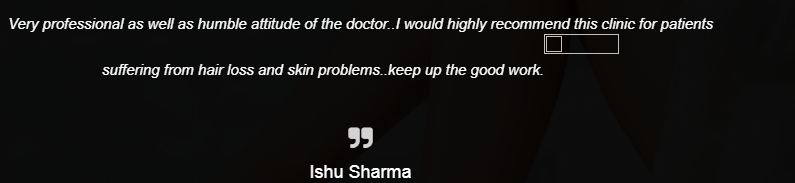 Very professional as well as humble attitude of the doctor..I would highly recommend this clinic for patients
suffering from hair loss and skin problems..keep up the good work.
❞
Ishu Sharma